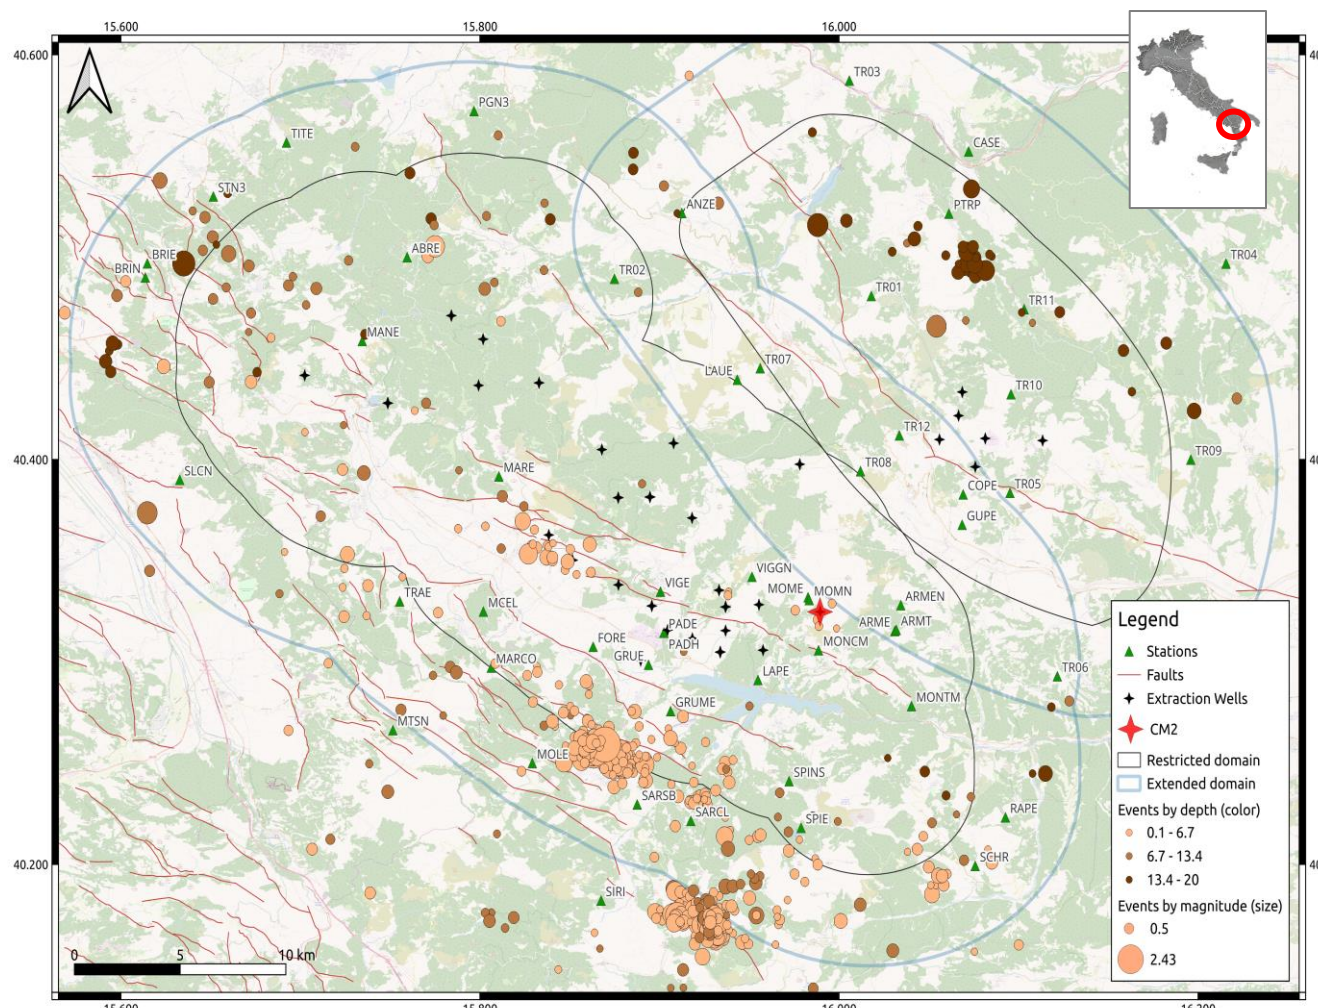 15.600
15.800
16.000
40.600
40
TR03
PGN3
TITE
CASE
STN3
ANZE
PTRP
BRIE
ABRE
TR04
BRIN
TR02
TR01
TR11
MANE
TR07
LAUE
TR10
TR12
40.400
40
SLCN
MARE
TR08
TR09
COPE
TR05
GUPE
VIGGN
VIGE
MOME
MOMN
ARMEN
TRAE
MCEL
PADE
ARME
ARMT
FORE
PADH
MONCM
GRUE
MARCO
LAPE
TR06
MTSN
GRUME
MONTM
MOLE
SPINS
SARSB
SARCL
SPIE
RAPE
40.200
40
SCHR
SIRI
0
5
10 km
15.600
15.800
16.000
16.200
Legend
Stations
Faults
Extraction Wells
CM2
Restricted domain
Extended domain
Events by depth (color)
0.1 - 6.7
6.7 - 13.4
13.4 - 20
Events by magnitude (size)
0.5
2.43